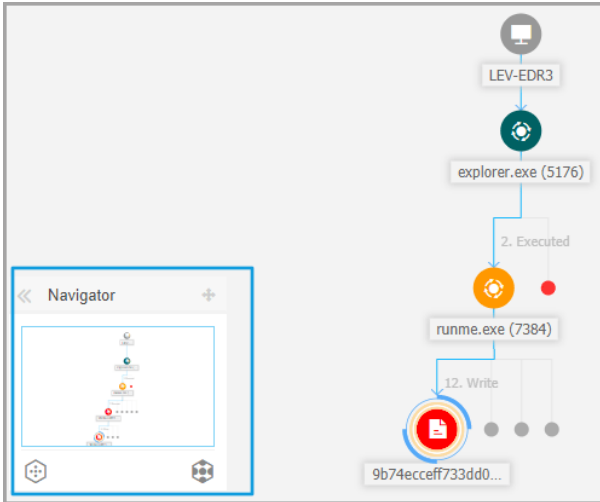 LEV-EDR3
explorer.exe (5176)
2. Executed
Navigator
runme.exe (7384)
12. Write
9b74ecceff733dd0...